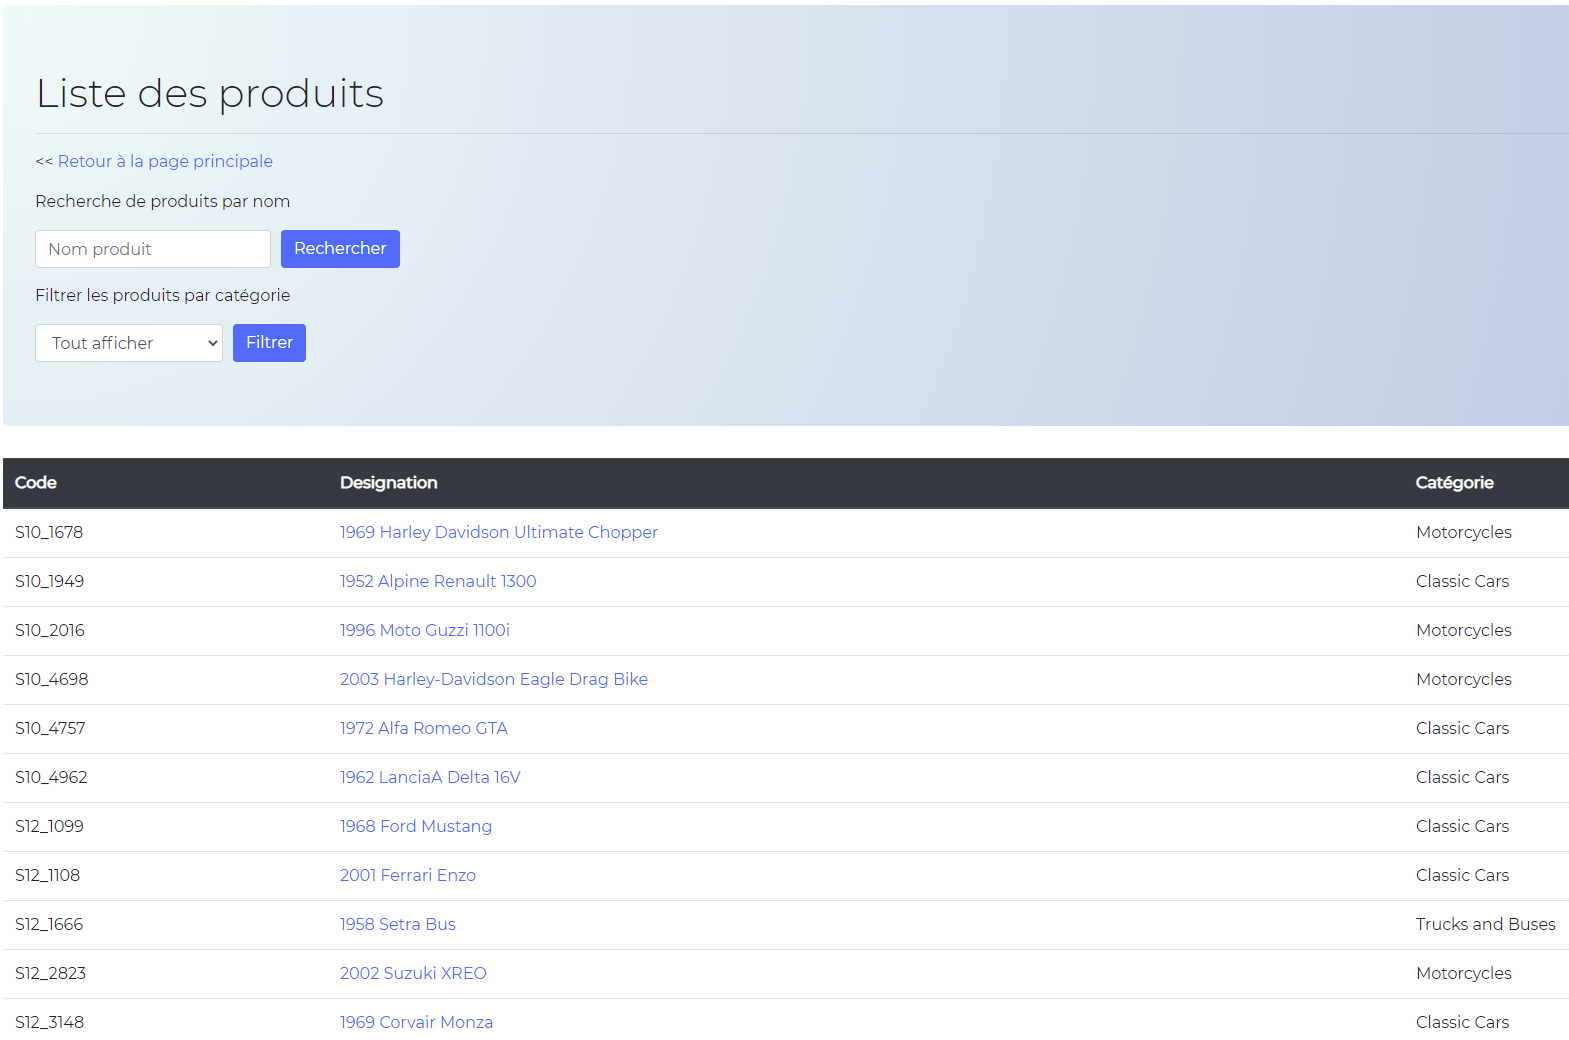 Liste des produits
<< Retour à la page principale
Recherche de produits par nom
Nom produit Rechercher
Filtrer les produits par catégorie
Tout afficher Filtrer
Code Designation Catégorie
S10_1678 1969 Harley Davidson Ultimate Chopper Motorcycles
S10_1949 1952 Alpine Renault 1300 Classic Cars
S10_2016 1996 Moto Guzzi 1100i Motorcycles
S10_4698 2003 Harley-Davidson Eagle Drag Bike Motorcycles
S10_4757 1972 Alfa Romeo GTA Classic Cars
S10_4962 1962 LanciaA Delta 16V Classic Cars
S12_1099 1968 Ford Mustang Classic Cars
S12_1108 2001 Ferrari Enzo Classic Cars
S12_1666 1958 Setra Bus Trucks and Buses
S12_2823 2002 Suzuki XREO Motorcycles
S12_3148 1969 Corvair Monza Classic Cars